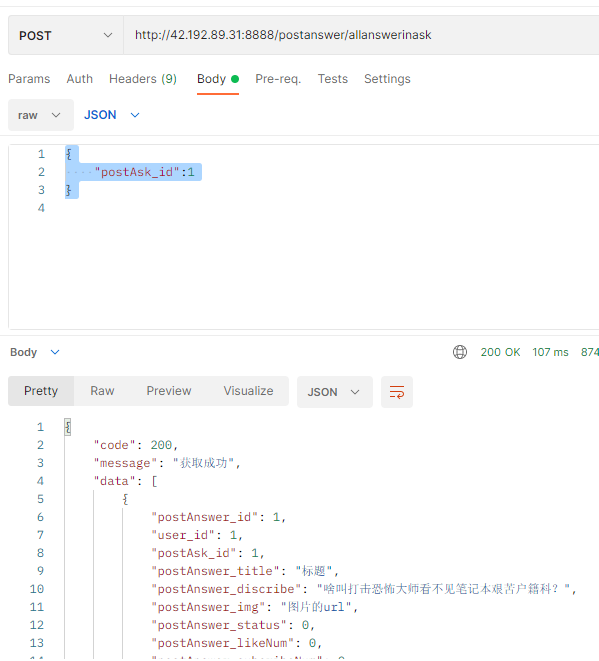 POST http://42.192.89.31:8888/postanswer/allanswerinask
Params Auth Headers (9) Body Pre-req. Tests Settings
raw JSON
1 {
2 "postAsk_id":1
3 }
4
Body 200 OK 107 ms 874
Pretty Raw Preview Visualize JSON
1 {
2 "code": 200,
3 "message": "获取成功",
4 "data": [
5 {
6 "postAnswer_id": 1,
7 "user_id": 1,
8 "postAsk_id": 1,
9 "postAnswer_title": "标题",
10 "postAnswer_discribe": "啥叫打击恐怖大师看不见笔记本艰苦户籍科？",
11 "postAnswer_img": "图片的url",
12 "postAnswer_status": 0,
13 "postAnswer_likeNum": 0,